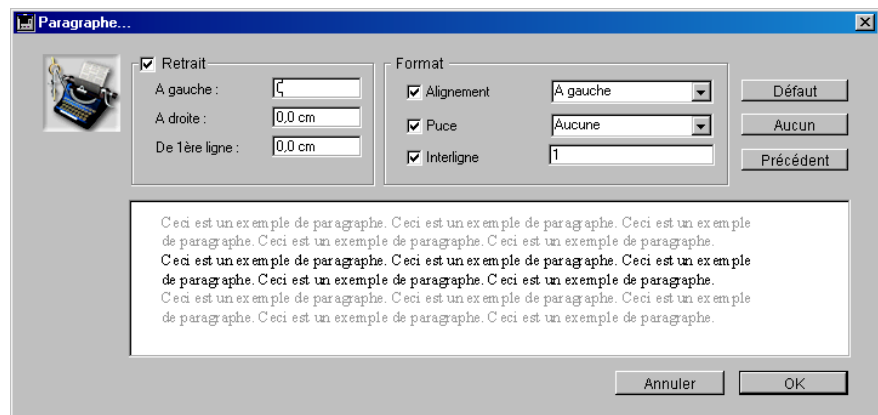 Paragraphe...
Retrait
A gauche :
A droite :
0,0 cm
De 1ère ligne :
0,0 cm
Format
Alignement
A gauche
Puce
Aucune
Interligne
1
Défaut
Aucun
Précédent
Ceci est un exemple de paragraphe. Ceci est un exemple de paragraphe. Ceci est un exemple
de paragraphe. Ceci est un exemple de paragraphe. Ceci est un exemple de paragraphe.
Ceci est un exemple de paragraphe. Ceci est un exemple de paragraphe. Ceci est un exemple
de paragraphe. Ceci est un exemple de paragraphe. Ceci est un exemple de paragraphe.
Ceci est un exemple de paragraphe. Ceci est un exemple de paragraphe. Ceci est un exemple
de paragraphe. Ceci est un exemple de paragraphe. Ceci est un exemple de paragraphe.
Annuler
OK